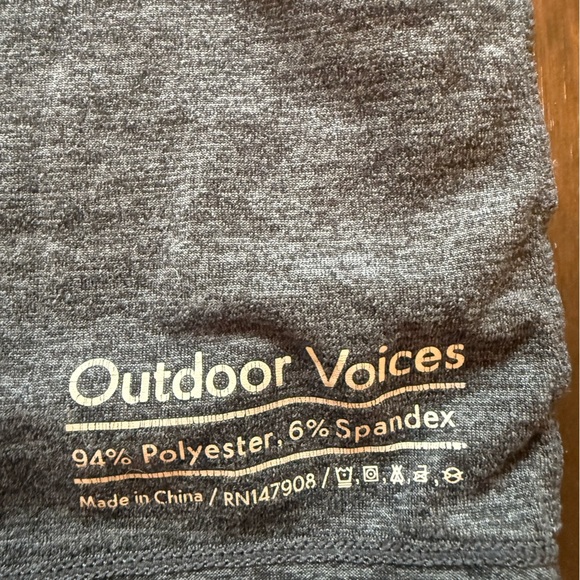 Outdoor Voices
94% Polyester, 6% Spandex
Made in China / RN147908 /